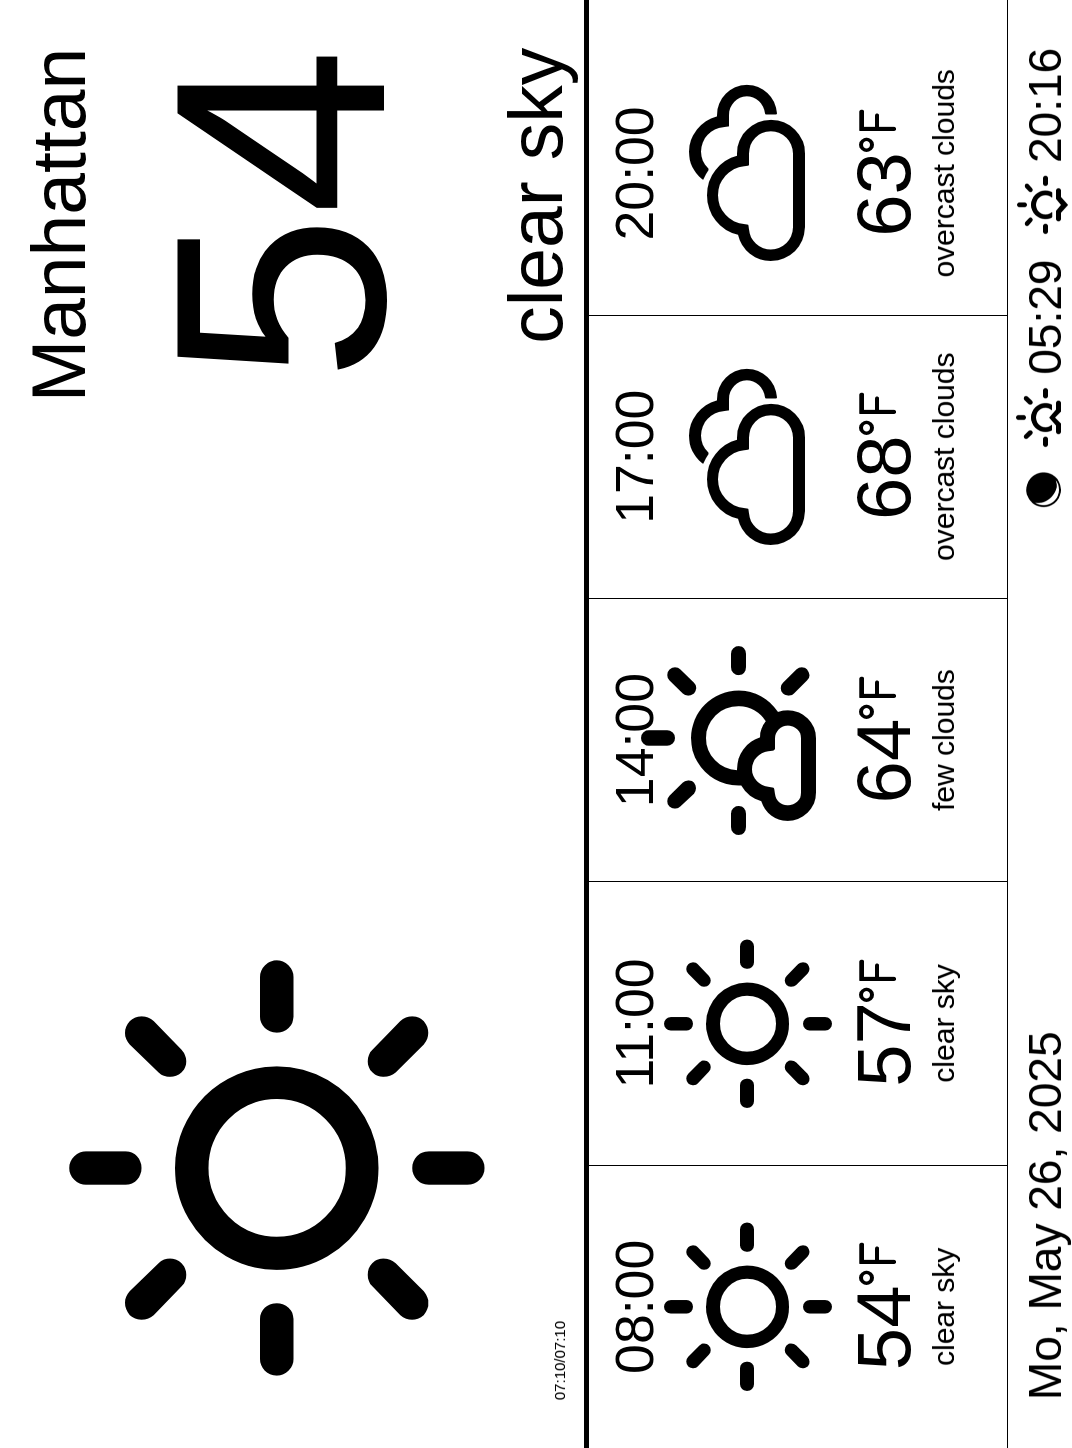 Manhattan
54
clear sky
07:10/07:10
08:00
54°F
clear sky
11:00
57°F
clear sky
14:00
64°F
few clouds
17:00
68°F
overcast clouds
20:00
63°F
overcast clouds
Mo, May 26, 2025
05:29
20:16